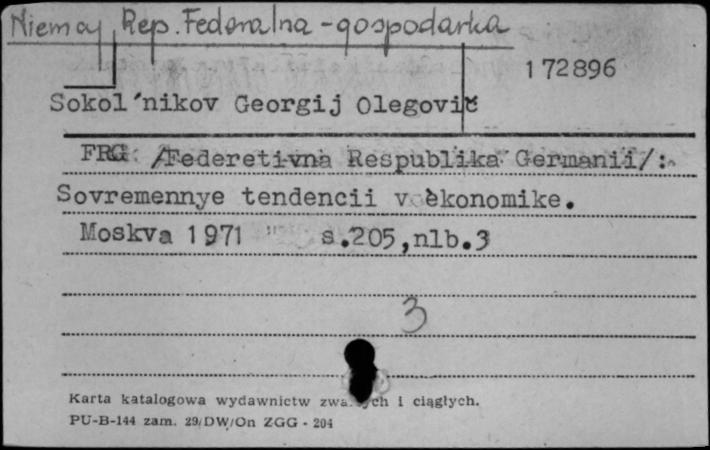 Niemcy, Rep. Federalna - gospodarka
172896
Sokol´nikov Georgij Olegovič
FRG: /Federetivna Respublika Germanii/:
Sovremennye tendencii v èkonomike.
Moskva 1971 s.205,nlb.3
3
Karta katalogowa wydawnictw i ciągłych.
PU-B-144 zam. 29/DW/On ZGG - 204